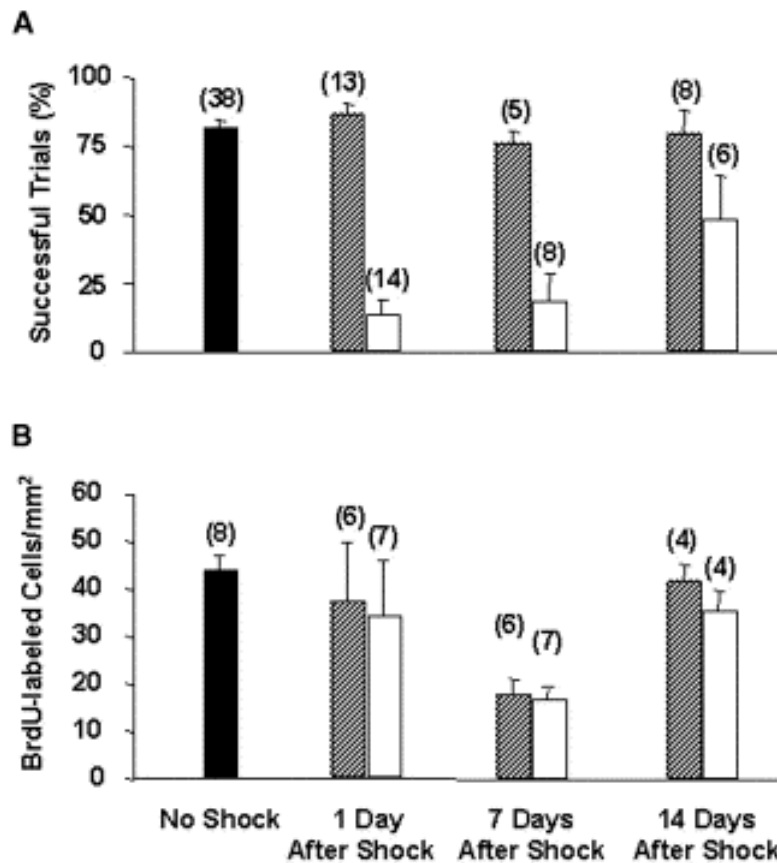 A
Successful Trials (%)
100
75
50
25
0
(38)
(13)
(14)
(5)
(8)
(8)
(6)
B
BrdU-labeled Cells/mm²
60
50
40
30
20
10
0
(8)
(6)
(7)
(6)
(7)
(4)
(4)
No Shock
1 Day
After Shock
7 Days
After Shock
14 Days
After Shock